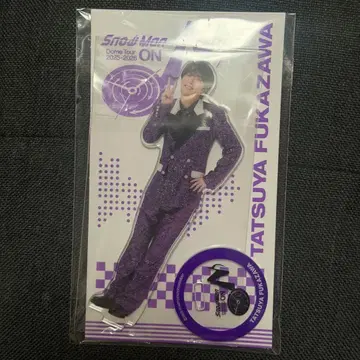 Snow Man
Dome Tour
2025-2026
ON
TATSUYA FUKAZAWA
TATSUYA FUKAZAWA